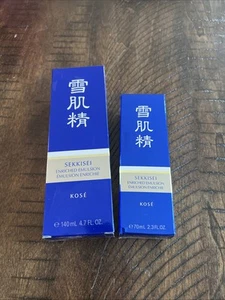 雪肌精
SEKKISEI
ENRICHED EMULSION
EMULSION ENRICHIE
KOSÉ
℮ 140 mL 4.7 FL. OZ.
雪肌精
SEKKISEI
ENRICHED EMULSION
EMULSION ENRICHIE
KOSÉ
℮ 70 mL 2.3 FL. OZ.